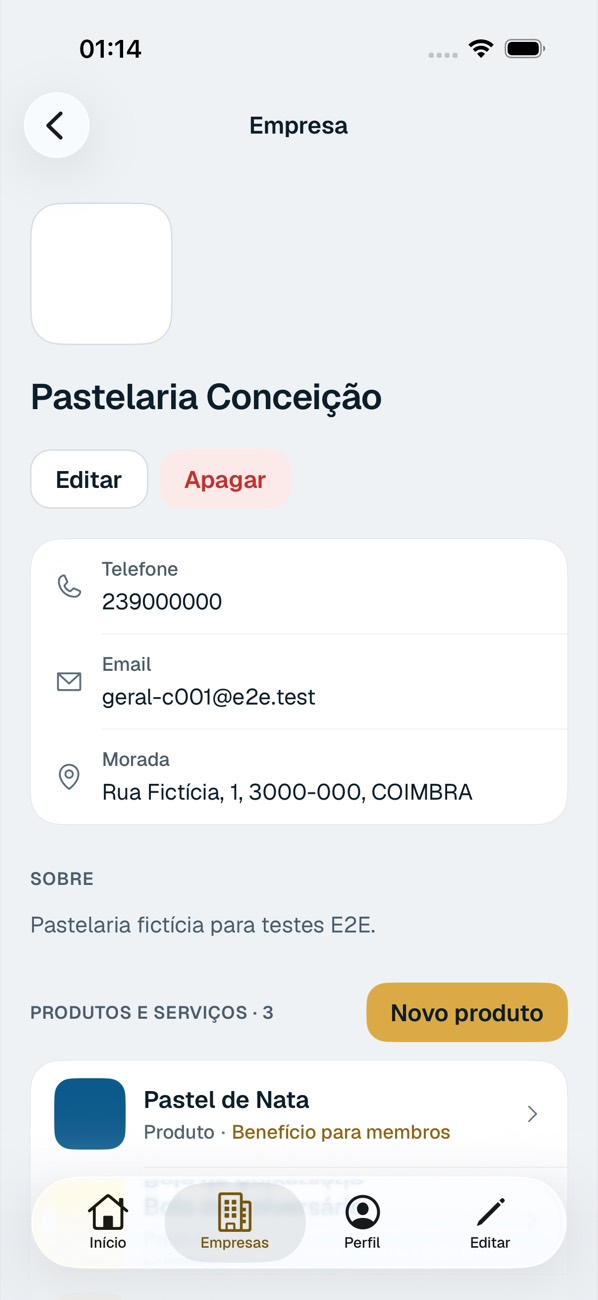 01:14
Empresa
Pastelaria Conceição
Editar
Apagar
Telefone
239000000
Email
geral-c001@e2e.test
Morada
Rua Fictícia, 1, 3000-000, COIMBRA
SOBRE
Pastelaria fictícia para testes E2E.
PRODUTOS E SERVIÇOS · 3
Novo produto
Pastel de Nata
Produto · Benefício para membros
Início
Empresas
Perfil
Editar